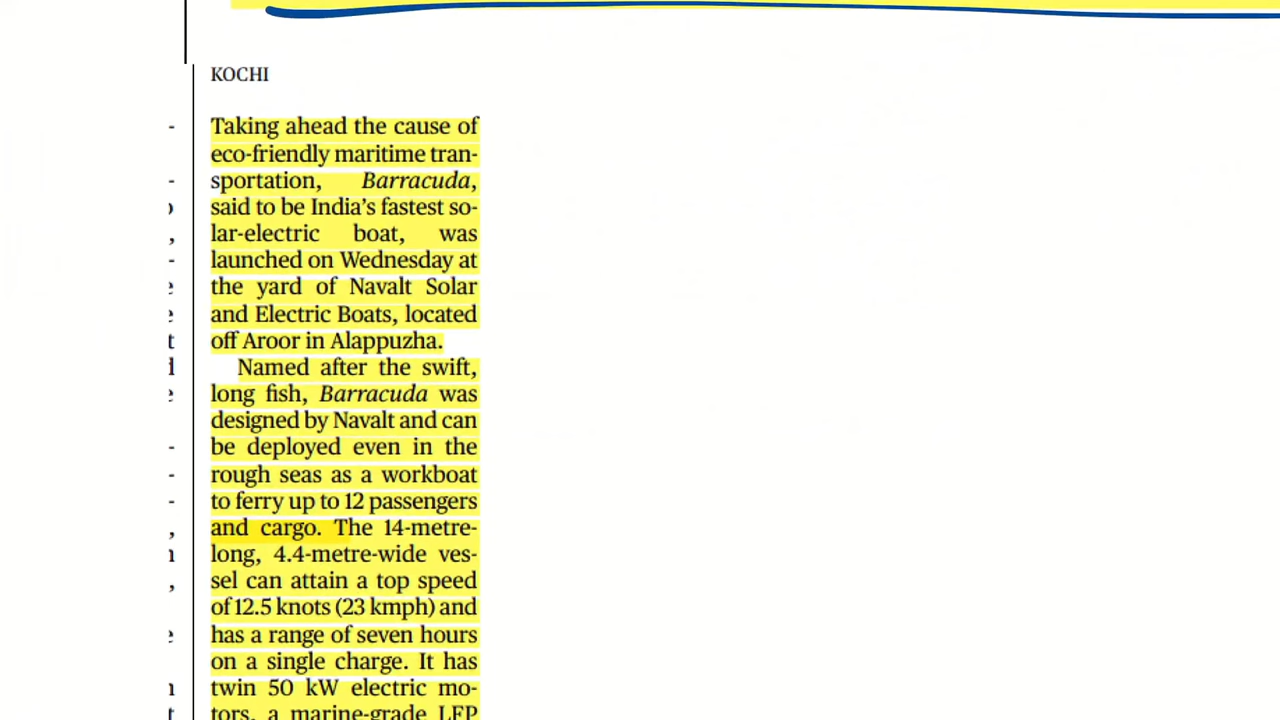 KOCHI
Taking ahead the cause of
eco-friendly maritime tran-
sportation, Barracuda,
said to be India's fastest so-
lar-electric boat, was
launched on Wednesday at
the yard of Navalt Solar
and Electric Boats, located
off Aroor in Alappuzha.
Named after the swift,
long fish, Barracuda was
designed by Navalt and can
be deployed even in the
rough seas as a workboat
to ferry up to 12 passengers
and cargo. The 14-metre-
long, 4.4-metre-wide ves-
sel can attain a top speed
of 12.5 knots (23 kmph) and
has a range of seven hours
on a single charge. It has
twin 50 kW electric mo-
tors, a marine-grade LFP